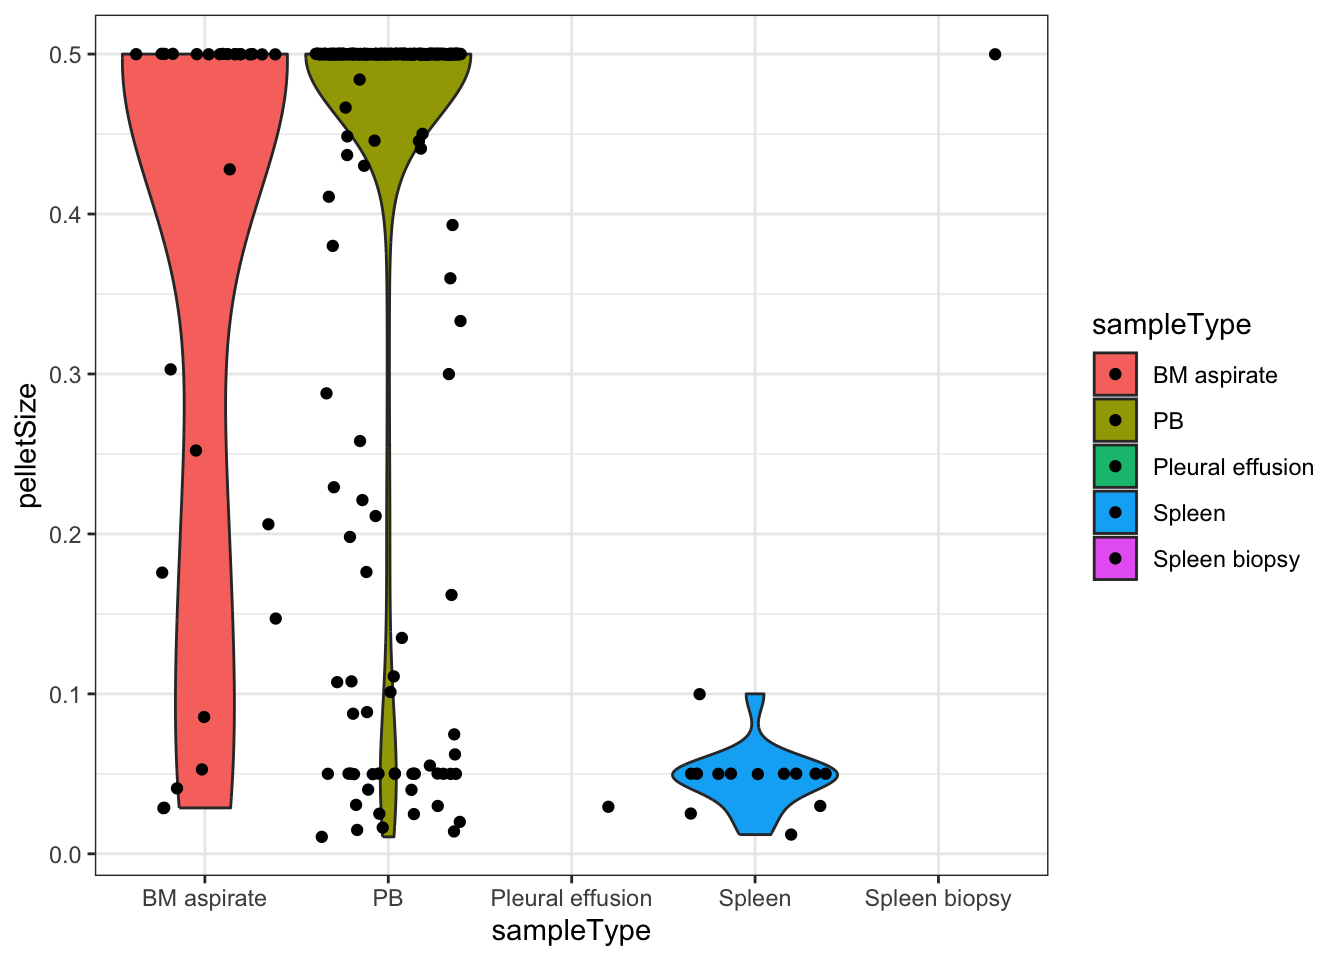 0.5
0.4
0.3
0.2
0.1
0.0
pelletSize
BM aspirate
PB
Pleural effusion
Spleen
Spleen biopsy
sampleType
sampleType
BM aspirate
PB
Pleural effusion
Spleen
Spleen biopsy